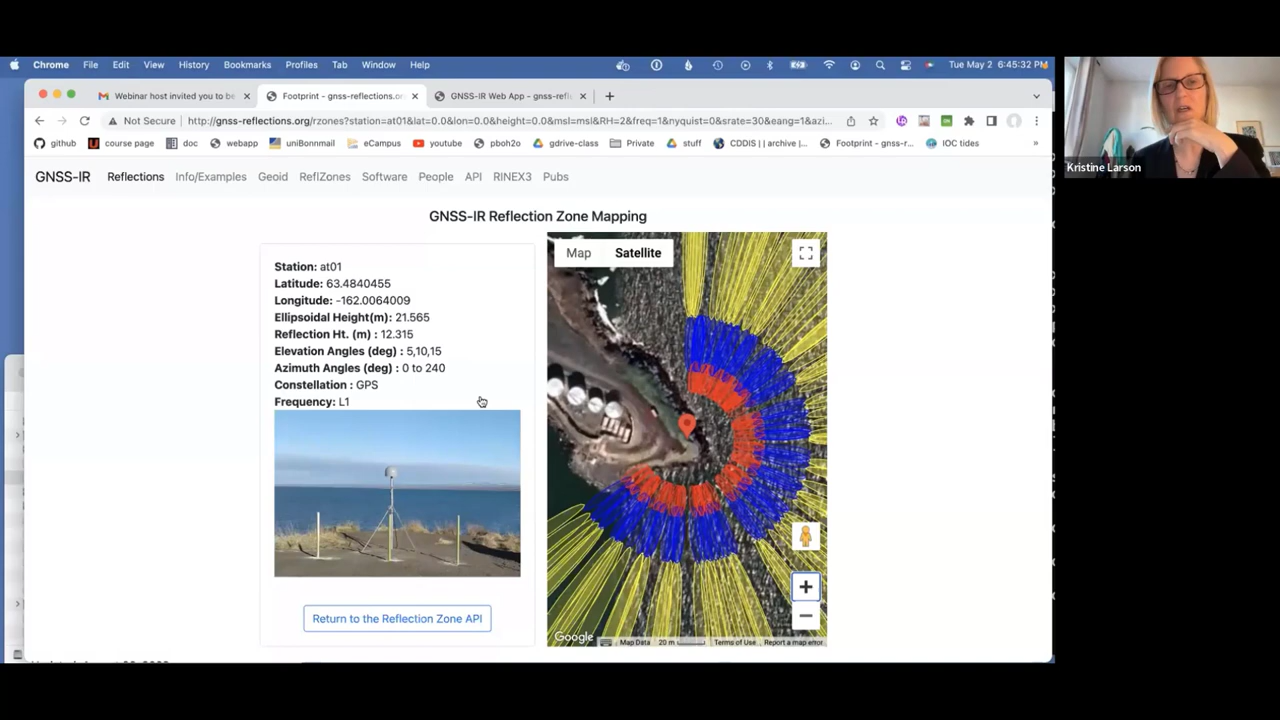 Chrome File Edit View History Bookmarks Profiles Tab Window Help
Tue May 2 6:45:32 PM
Webinar host invited you to be
Footprint - gnss-reflections.org
GNSS-IR Web App - gnss-refl
Not Secure http://gnss-reflections.org/rzones?station=at01&lat=0.0&lon=0.0&height=0.0&msl=msl&RH=2&freq=1&nyquist=0&srate=30&eang=1&azi...
github course page doc webapp uniBonnmail eCampus youtube pboh2o gdrive-class Private stuff CDDIS | | archive |... Footprint - gnss-r... IOC tides »
GNSS-IR Reflections Info/Examples Geoid ReflZones Software People API RINEX3 Pubs
GNSS-IR Reflection Zone Mapping
Station: at01
Latitude: 63.4840455
Longitude: -162.0064009
Ellipsoidal Height(m): 21.565
Reflection Ht. (m) : 12.315
Elevation Angles (deg) : 5,10,15
Azimuth Angles (deg) : 0 to 240
Constellation : GPS
Frequency: L1
Return to the Reflection Zone API
Map Satellite
Google Map Data 20 m Terms of Use Report a map error
Kristine Larson